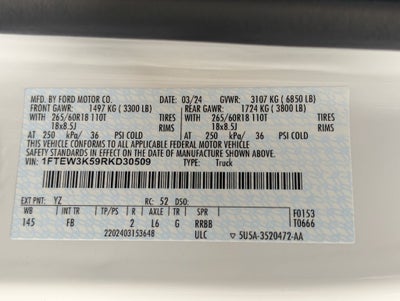 MFD. BY FORD MOTOR CO. 03/24 GVWR: 3107 KG (6850 LB)
FRONT GAWR: 1497 KG (3300 LB) REAR GAWR: 1724 KG (3800 LB)
WITH 265/60R18 110T TIRES WITH 265/60R18 110T TIRES
18x8.5J RIMS 18x8.5J RIMS
AT 250 kPa/ 36 PSI COLD AT 250 kPa/ 36 PSI COLD
THIS VEHICLE CONFORMS TO ALL APPLICABLE FEDERAL MOTOR VEHICLE
SAFETY STANDARDS IN EFFECT ON THE DATE OF MANUFACTURE SHOWN ABOVE.
VIN: 1FTEW3K59RKD30509 TYPE: Truck
EXT PNT: YZ RC: 52 DSO:
WB INT TR R AXLE TR SPR F0153
145 FB 2 L6 G RRBB T0666
2202403153648 ULC 5U5A-3520472-AA